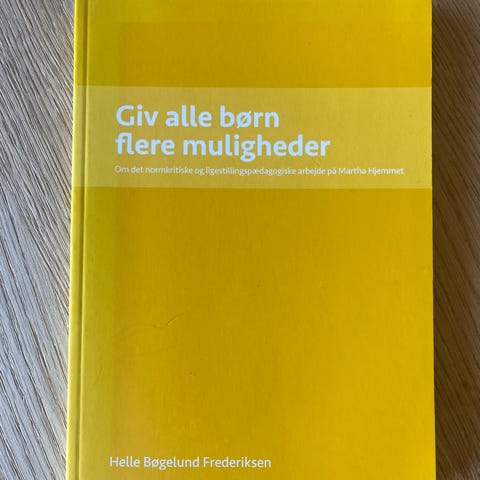 Giv alle børn
flere muligheder
Om det normkritiske og ligestillingspædagogiske arbejde på Martha Hjemmet
Helle Bøgelund Frederiksen